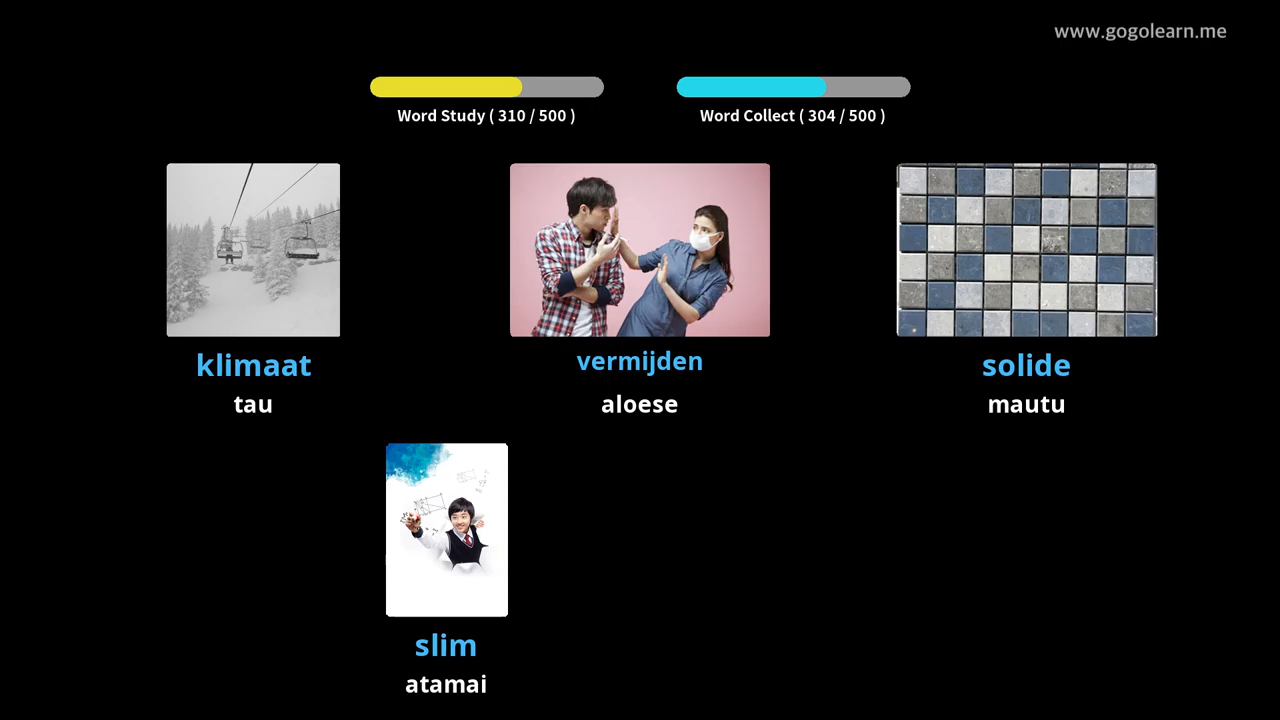 www.gogolearn.me
Word Study ( 310 / 500 )
Word Collect ( 304 / 500 )
klimaat
tau
vermijden
aloese
solide
mautu
slim
atamai